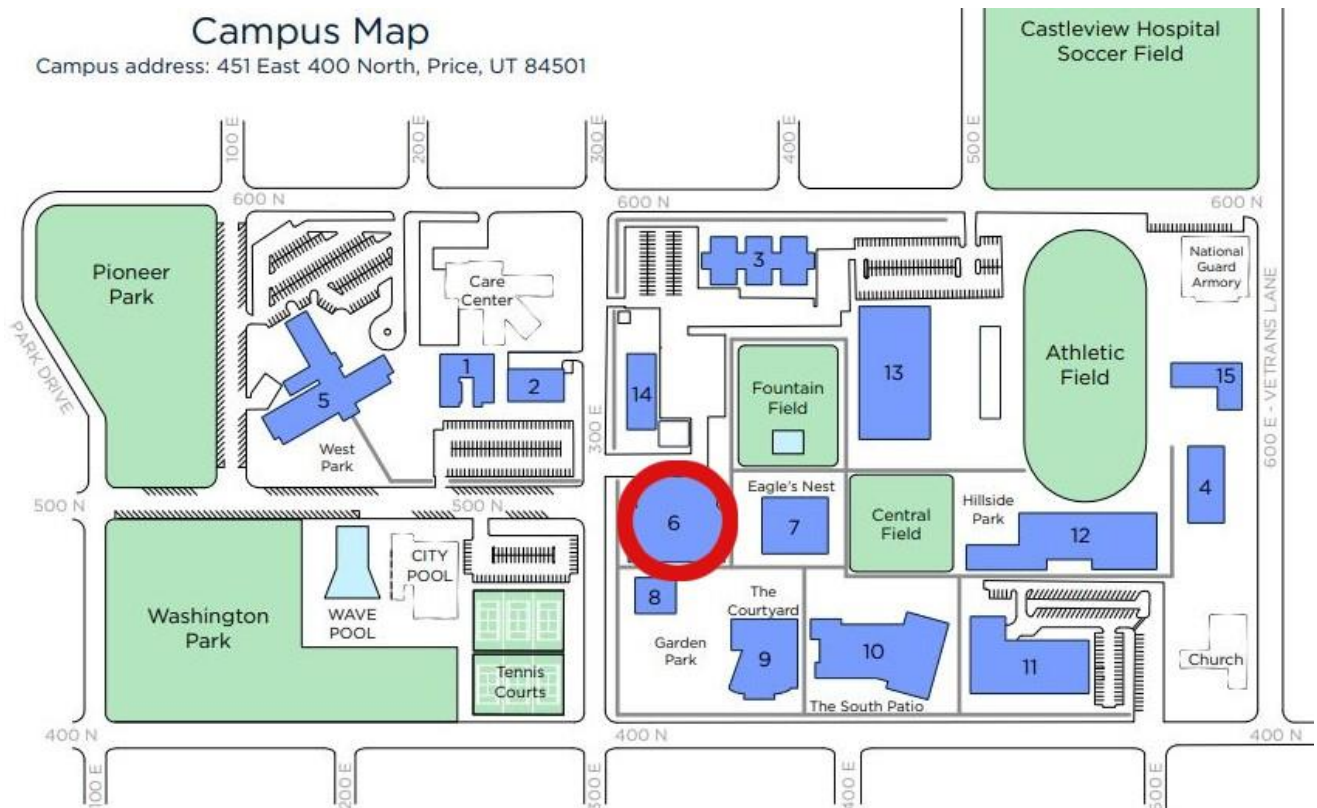 Campus Map
Campus address: 451 East 400 North, Price, UT 84501
Castleview Hospital
Soccer Field
100 E
200 E
300 E
400 E
500 E
600 N
600 N
600 N
Pioneer
Park
PARK DRIVE
Care
Center
3
National
Guard
Armory
600 E - VETRANS LANE
1
2
5
14
300 E
Fountain
Field
13
Athletic
Field
15
West
Park
500 N
500 N
6
Eagle's Nest
7
Central
Field
Hillside
Park
12
4
CITY
POOL
WAVE
POOL
Washington
Park
Tennis
Courts
8
The
Courtyard
Garden
Park
9
10
The South Patio
11
Church
400 N
400 N
400 N
100 E
200 E
300 E
400 E
500 E